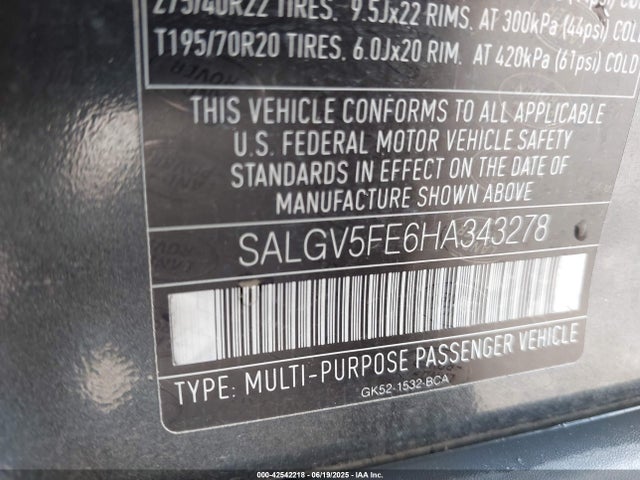 275/40R22 TIRES. 9.5Jx22 RIMS. AT 300kPa (44psi) COLD
T195/70R20 TIRES. 6.0Jx20 RIM. AT 420kPa (61psi) COLD
THIS VEHICLE CONFORMS TO ALL APPLICABLE
U.S. FEDERAL MOTOR VEHICLE SAFETY
STANDARDS IN EFFECT ON THE DATE OF
MANUFACTURE SHOWN ABOVE
SALGV5FE6HA343278
TYPE: MULTI-PURPOSE PASSENGER VEHICLE
GK52-1532-BCA
000-42542218 - 06/19/2025 - IAA Inc.